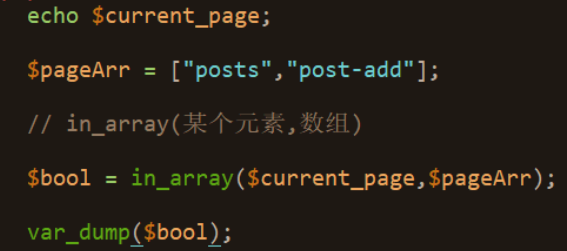 echo $current_page;
$pageArr = ["posts","post-add"];
// in_array(某个元素,数组)
$bool = in_array($current_page,$pageArr);
var_dump($bool);